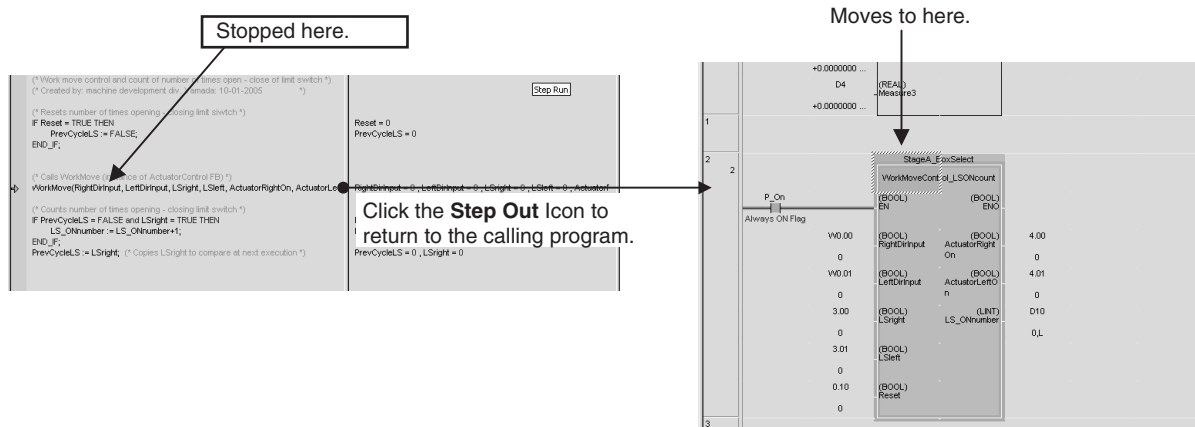 Stopped here.
Moves to here.
(* Work move control and count of number of times open - close of limit switch *)
(* Created by: machine development div. Yamada: 10-01-2005 *)
Step Run
(* Resets number of times opening - closing limit siwtch *)
IF Reset = TRUE THEN
PrevCycleLS := FALSE;
END_IF;
Reset = 0
PrevCycleLS = 0
(* Calls WorkMove (instance of ActuatorControl FB) *)
WorkMove(RightDirInput, LeftDirInput, LSright, LSleft, ActuatorRightOn, ActuatorLe
RightDirInput = 0 , LeftDirInput = 0 , LSright = 0 , LSleft = 0 , Actuatorf
(* Counts number of times opening - closing limit switch *)
IF PrevCycleLS = FALSE and LSright = TRUE THEN
LS_ONnumber := LS_ONnumber+1;
END_IF;
PrevCycleLS := LSright; (* Copies LSright to compare at next execution *)
PrevCycleLS = 0 , LSright = 0
Click the Step Out Icon to
return to the calling program.
+0.0000000 ...
D4 (REAL)
Measure3
+0.0000000 ...
1
2
2
StageA_BoxSelect
WorkMoveControl_LSONcount
P_On
Always ON Flag
(BOOL) (BOOL)
EN ENO
W0.00 (BOOL) (BOOL) 4.00
RightDirInput ActuatorRight
On
0 0
W0.01 (BOOL) (BOOL) 4.01
LeftDirInput ActuatorLeftO
n
0 0
3.00 (BOOL) (LINT) D10
LSright LS_ONnumber
0 0,L
3.01 (BOOL)
LSleft
0
0.10 (BOOL)
Reset
0
3